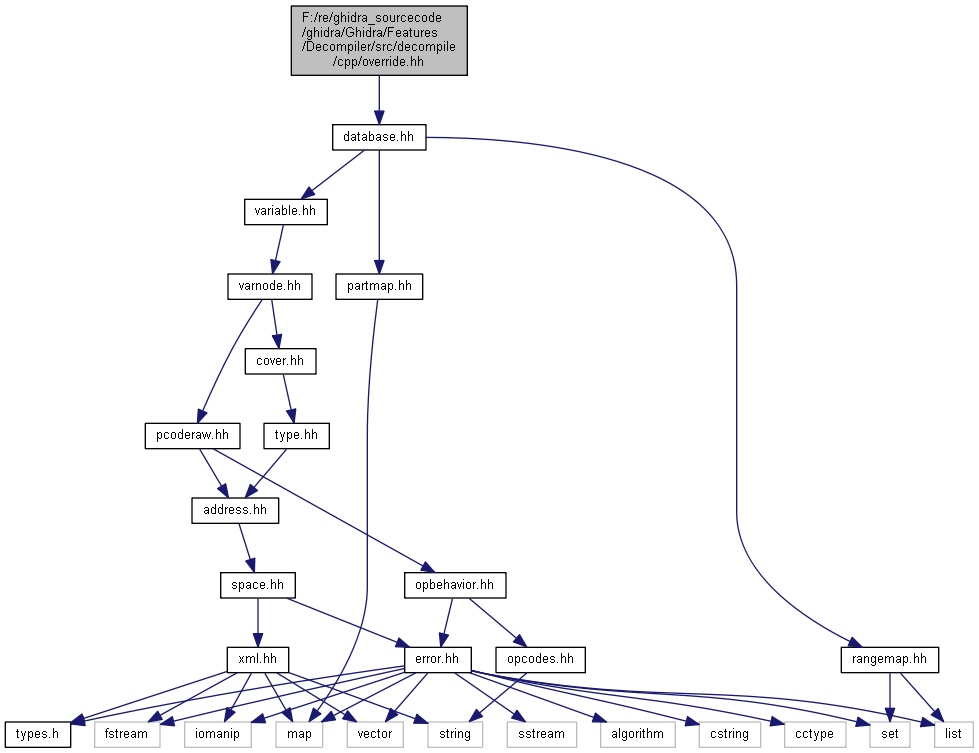 F:/re/ghidra_sourcecode
/ghidra/Ghidra/Features
/Decompiler/src/decompile
/cpp/override.hh
database.hh
variable.hh
varnode.hh
partmap.hh
cover.hh
pcoderaw.hh
type.hh
address.hh
space.hh
opbehavior.hh
xml.hh
error.hh
opcodes.hh
rangemap.hh
types.h
fstream
iomanip
map
vector
string
sstream
algorithm
cstring
cctype
set
list